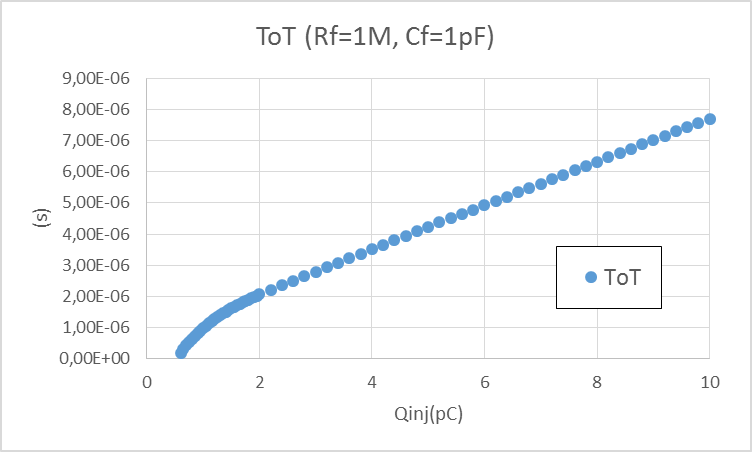 ToT (Rf=1M, Cf=1pF)
9,00E-06
8,00E-06
7,00E-06
6,00E-06
5,00E-06
4,00E-06
3,00E-06
2,00E-06
1,00E-06
0,00E+00
(s)
ToT
0 2 4 6 8 10
Qinj(pC)